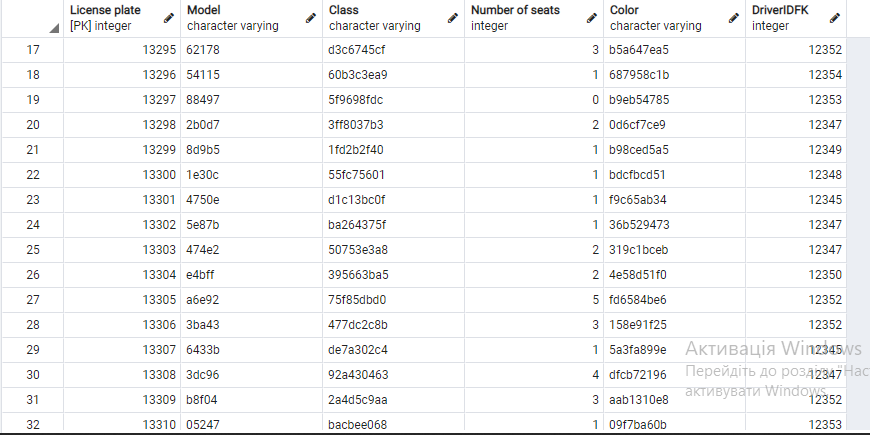 License plate Model Class Number of seats Color DriverIDFK
[PK] integer character varying character varying integer character varying integer
17 13295 62178 d3c6745cf 3 b5a647ea5 12352
18 13296 54115 60b3c3ea9 1 687958c1b 12354
19 13297 88497 5f9698fdc 0 b9eb54785 12353
20 13298 2b0d7 3ff8037b3 2 0d6cf7ce9 12347
21 13299 8d9b5 1fd2b2f40 1 b98ced5a5 12349
22 13300 1e30c 55fc75601 1 bdcfbcd51 12348
23 13301 4750e d1c13bc0f 1 f9c65ab34 12345
24 13302 5e87b ba264375f 1 36b529473 12347
25 13303 474e2 50753e3a8 2 319c1bceb 12347
26 13304 e4bff 395663ba5 2 4e58d51f0 12350
27 13305 a6e92 75f85dbd0 5 fd6584be6 12352
28 13306 3ba43 477dc2c8b 3 158e91f25 12352
29 13307 6433b de7a302c4 1 5a3fa899e 12345
Активація Windows
30 13308 3dc96 92a430463 4 dfcb72196 12347
Перейдіть до розділу "Нас
31 13309 b8f04 2a4d5c9aa 3 aab1310e8 12352
активувати Windows.
32 13310 05247 bacbee068 1 09f7ba60b 12353